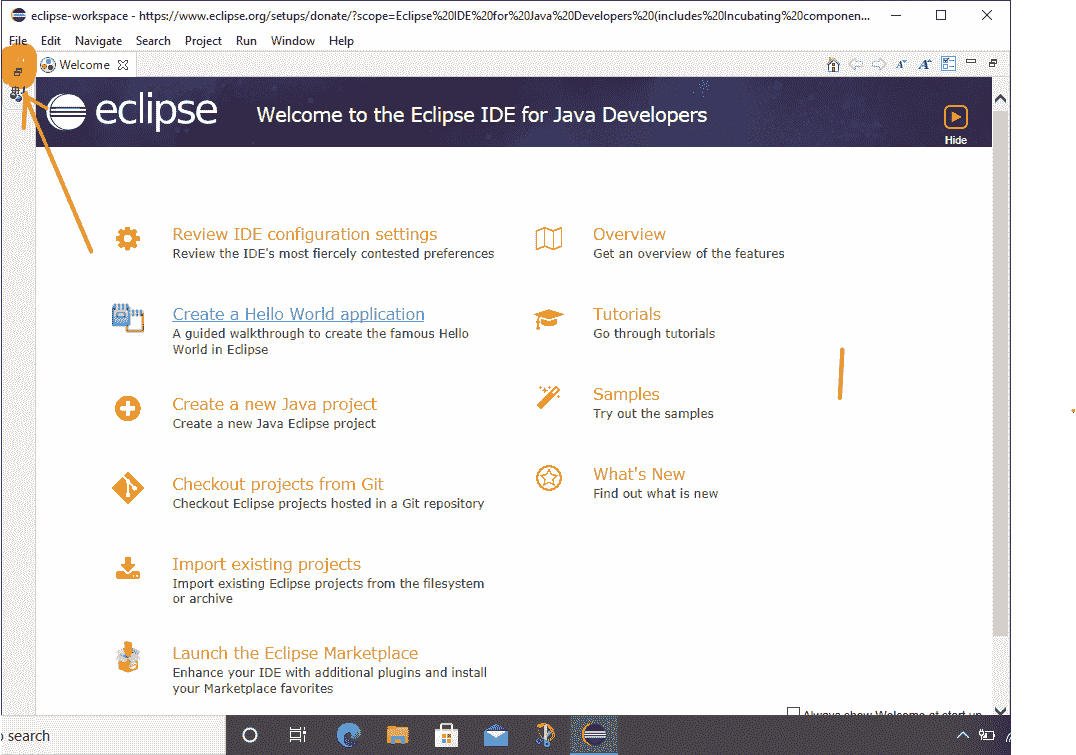 eclipse-workspace - https://www.eclipse.org/setups/donate/?scope=Eclipse%20IDE%20for%20Java%20Developers%20(includes%20Incubating%20componen...
File Edit Navigate Search Project Run Window Help
Welcome
eclipse Welcome to the Eclipse IDE for Java Developers
Hide
Review IDE configuration settings
Review the IDE's most fiercely contested preferences
Overview
Get an overview of the features
Create a Hello World application
A guided walkthrough to create the famous Hello
World in Eclipse
Tutorials
Go through tutorials
Create a new Java project
Create a new Java Eclipse project
Samples
Try out the samples
Checkout projects from Git
Checkout Eclipse projects hosted in a Git repository
What's New
Find out what is new
Import existing projects
Import existing Eclipse projects from the filesystem
or archive
Launch the Eclipse Marketplace
Enhance your IDE with additional plugins and install
your Marketplace favorites
Always show Welcome at start up
search